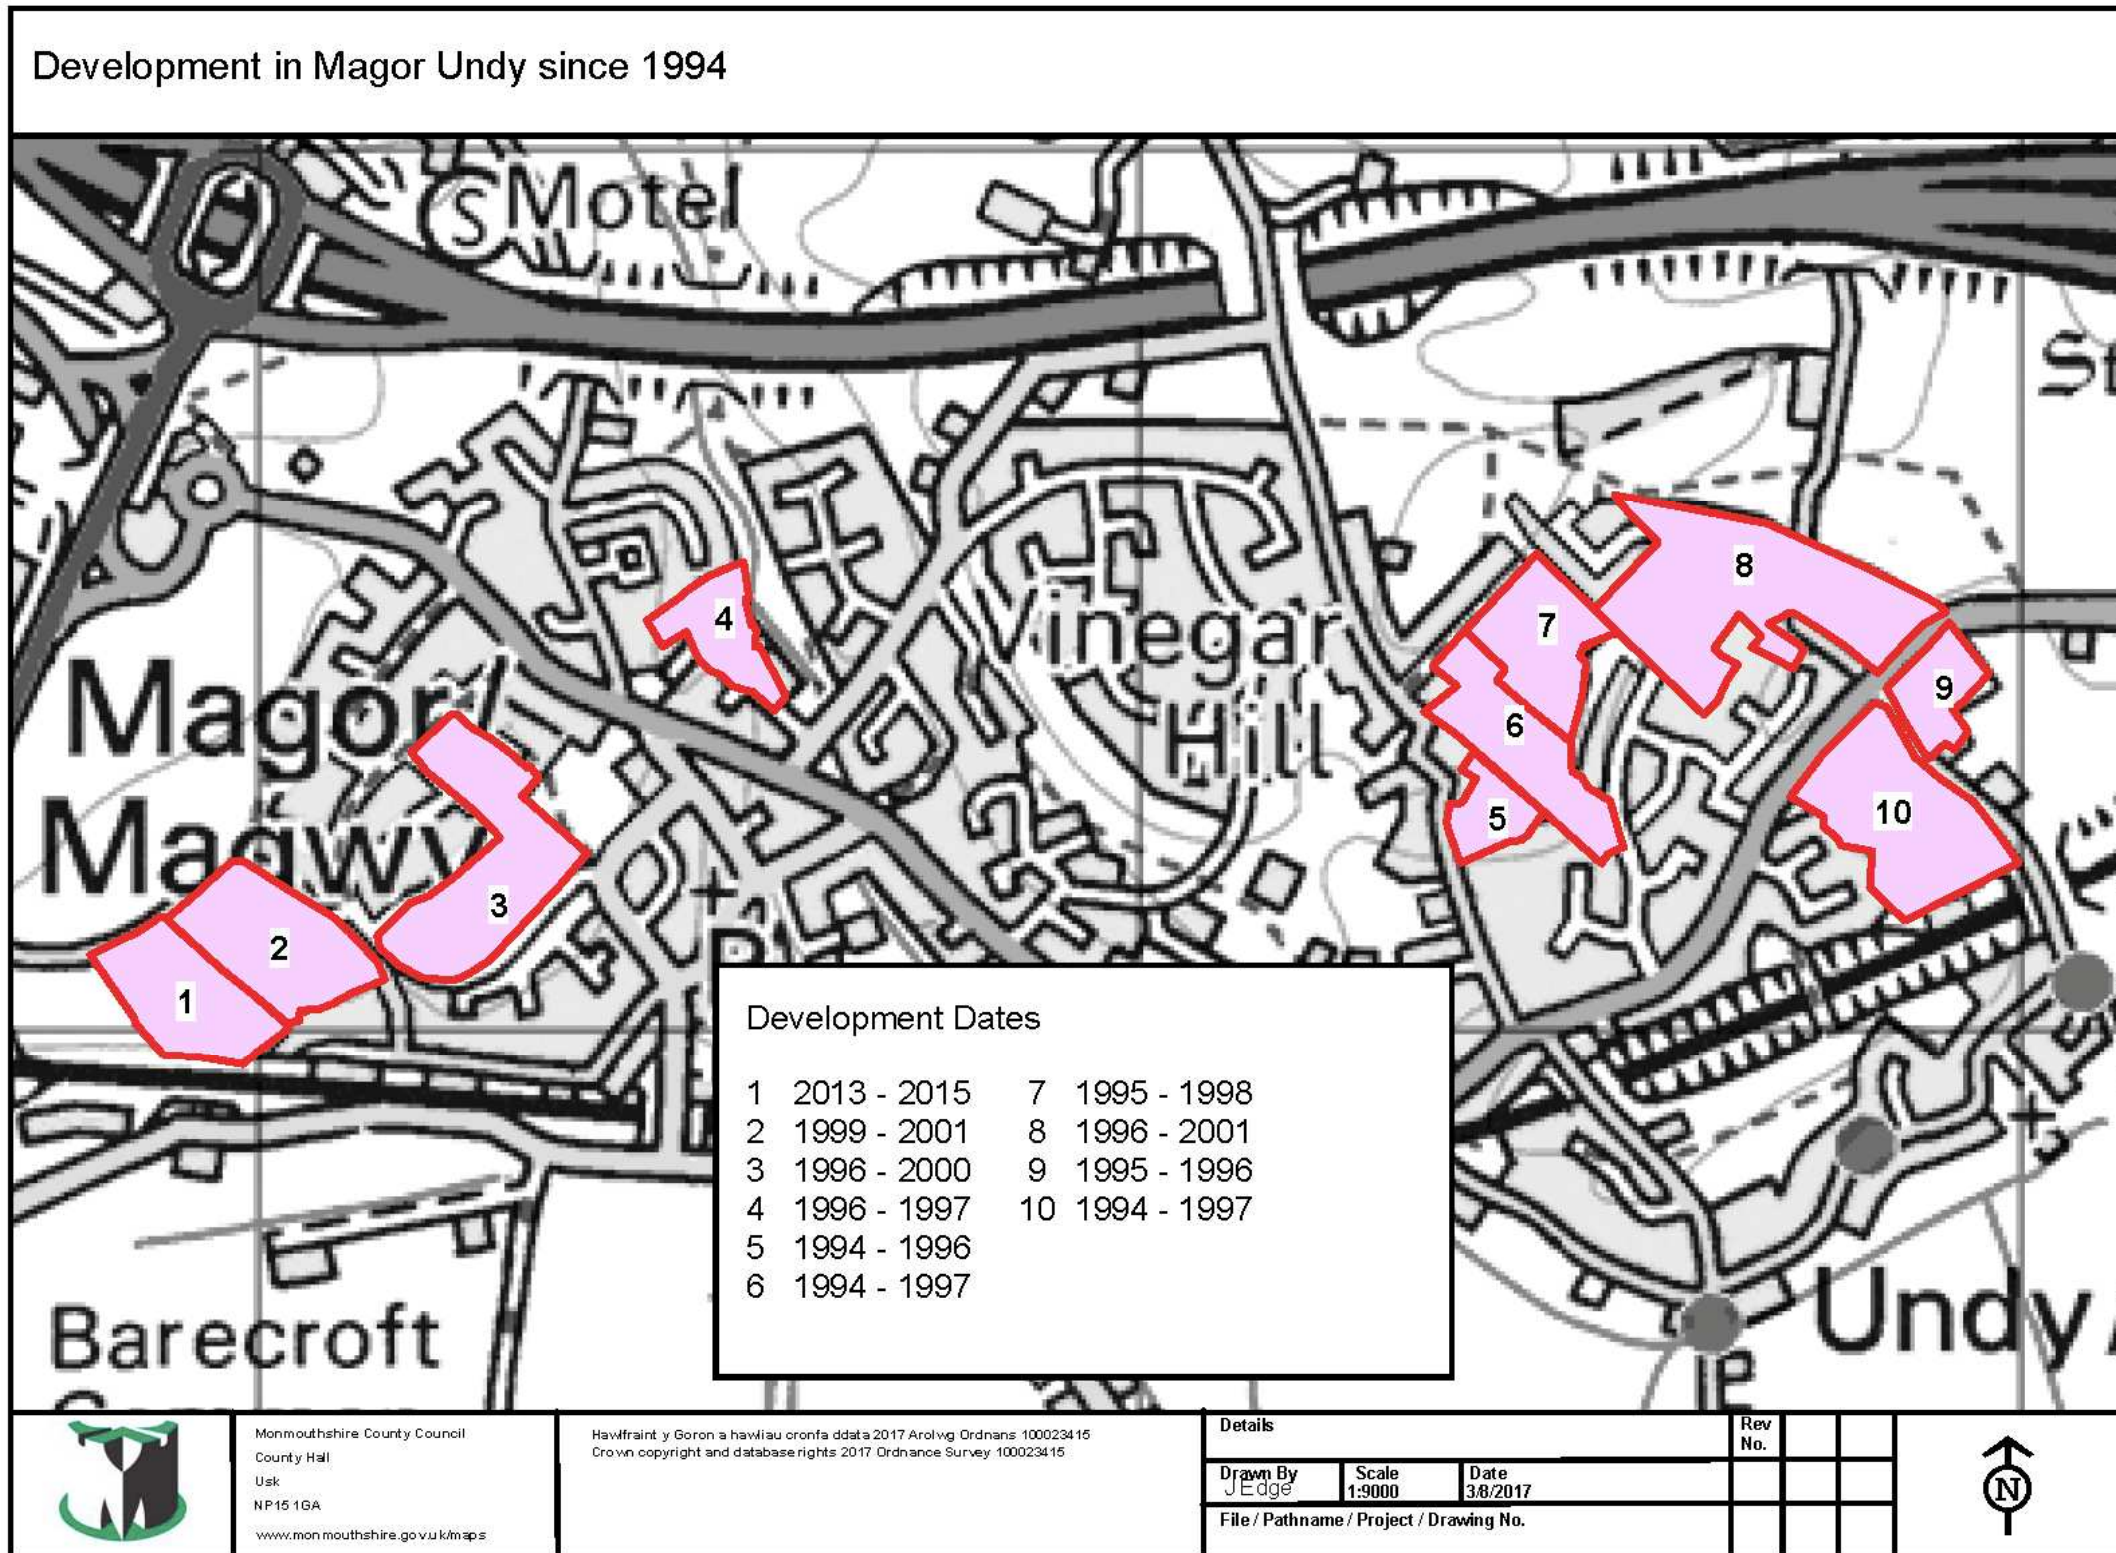 Development in Magor Undy since 1994
Motel
S
St
Magor
Magwyr
Vinegar
Hill
4
8
7
9
6
5
10
3
2
1
Barecroft
Undy
Development Dates
1 2013 - 2015 7 1995 - 1998
2 1999 - 2001 8 1996 - 2001
3 1996 - 2000 9 1995 - 1996
4 1996 - 1997 10 1994 - 1997
5 1994 - 1996
6 1994 - 1997
Monmouthshire County Council
County Hall
Usk
NP15 1GA
www.monmouthshire.gov.uk/maps
Hawlfraint y Goron a hawliau cronfa ddata 2017 Arolwg Ordnans 100023415
Crown copyright and database rights 2017 Ordnance Survey 100023415
Details
Rev
No.
Drawn By
J Edge
Scale
1:9000
Date
3/8/2017
File / Pathname / Project / Drawing No.
N